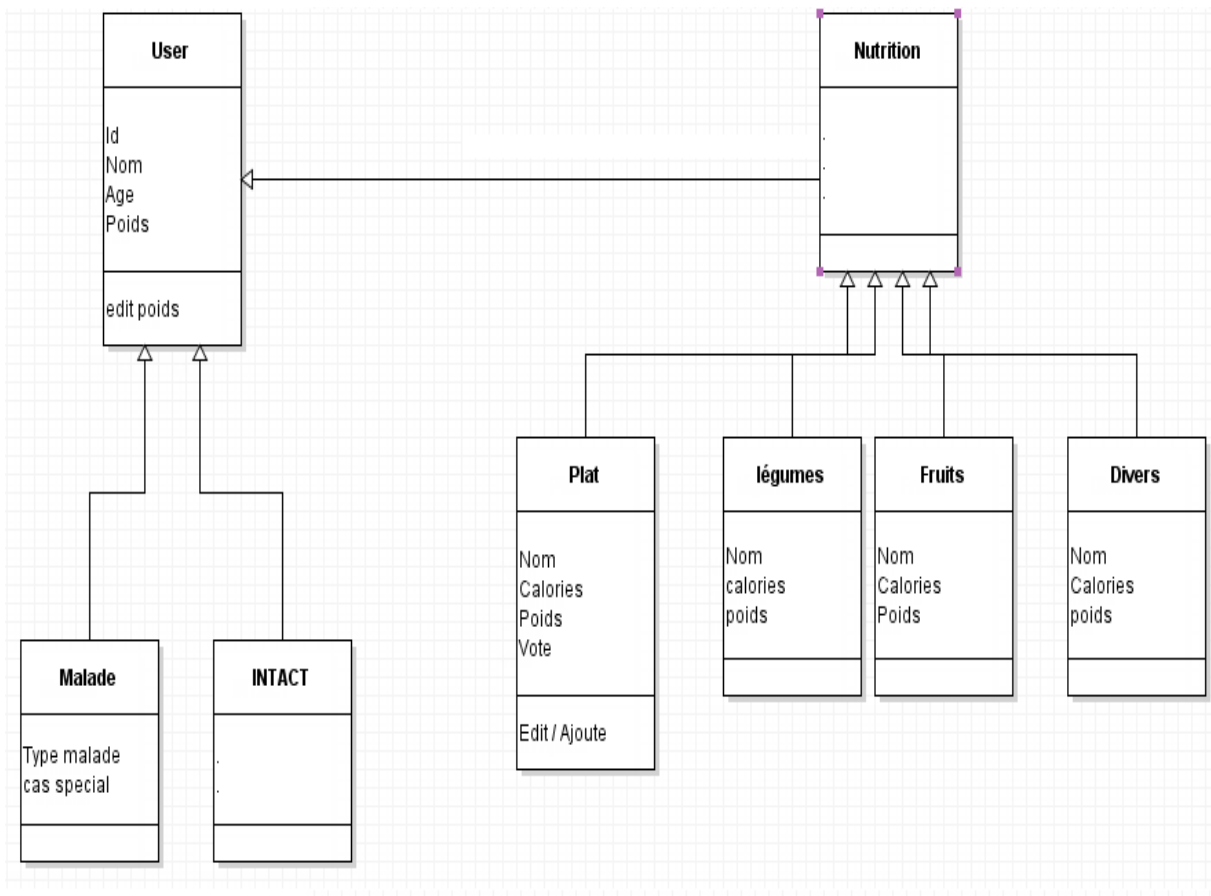 User
Id
Nom
Age
Poids
edit poids
Nutrition
.
.
.
Plat
Nom
Calories
Poids
Vote
Edit / Ajoute
légumes
Nom
calories
poids
Fruits
Nom
Calories
Poids
Divers
Nom
Calories
poids
Malade
Type malade
cas special
INTACT
.
.